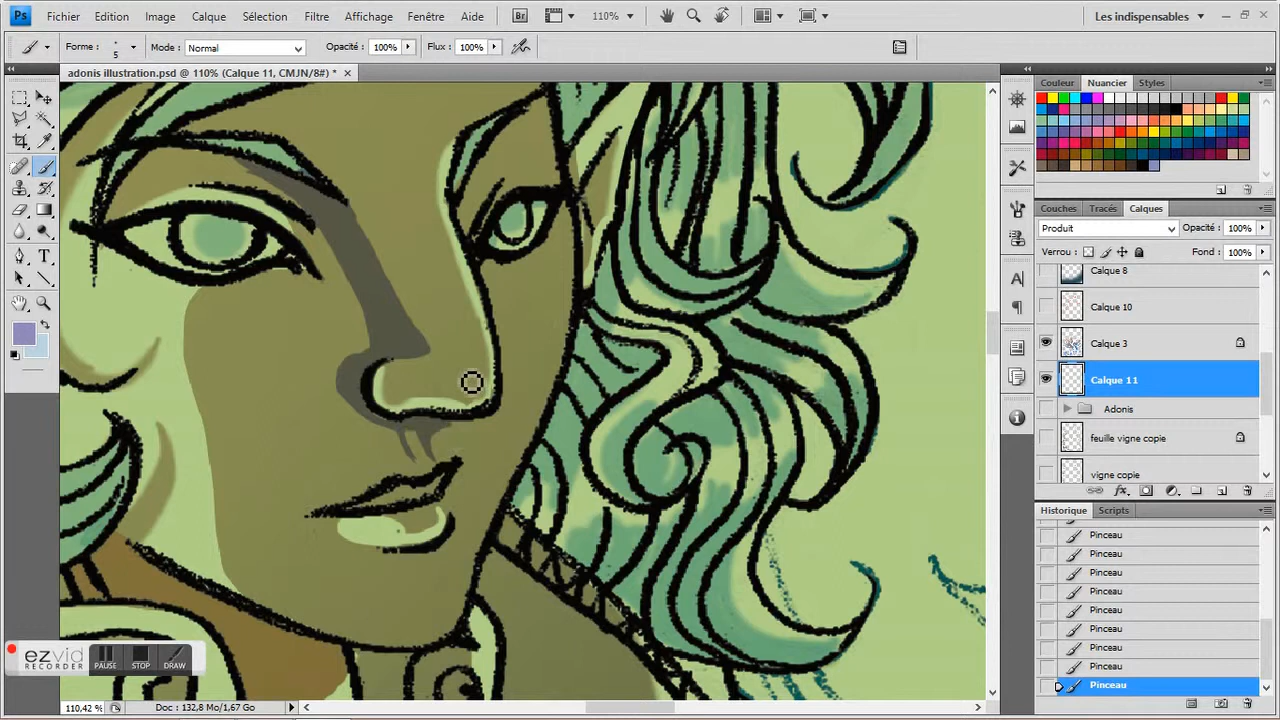 Ps Fichier Edition Image Calque Sélection Filtres Affichage Fenêtre Aide Br 110% Les indispensables
Forme : 5 Mode : Normal Opacité : 100% Flux : 100%
adonis illustration.psd @ 110% (Calque 11, CMJN/8#) *
Couleur Nuancier Styles
Couches Tracés Calques
Produit Opacité : 100%
Verrou : Fond : 100%
Calque 8
Calque 10
Calque 3
Calque 11
Adonis
feuille vigne copie
vigne copie
Historique Scripts
Pinceau
Pinceau
Pinceau
Pinceau
Pinceau
Pinceau
Pinceau
Pinceau
Pinceau
ezvid
RECORDER
PAUSE STOP DRAW
110,42 % Doc : 132,8 Mo/1,67 Go